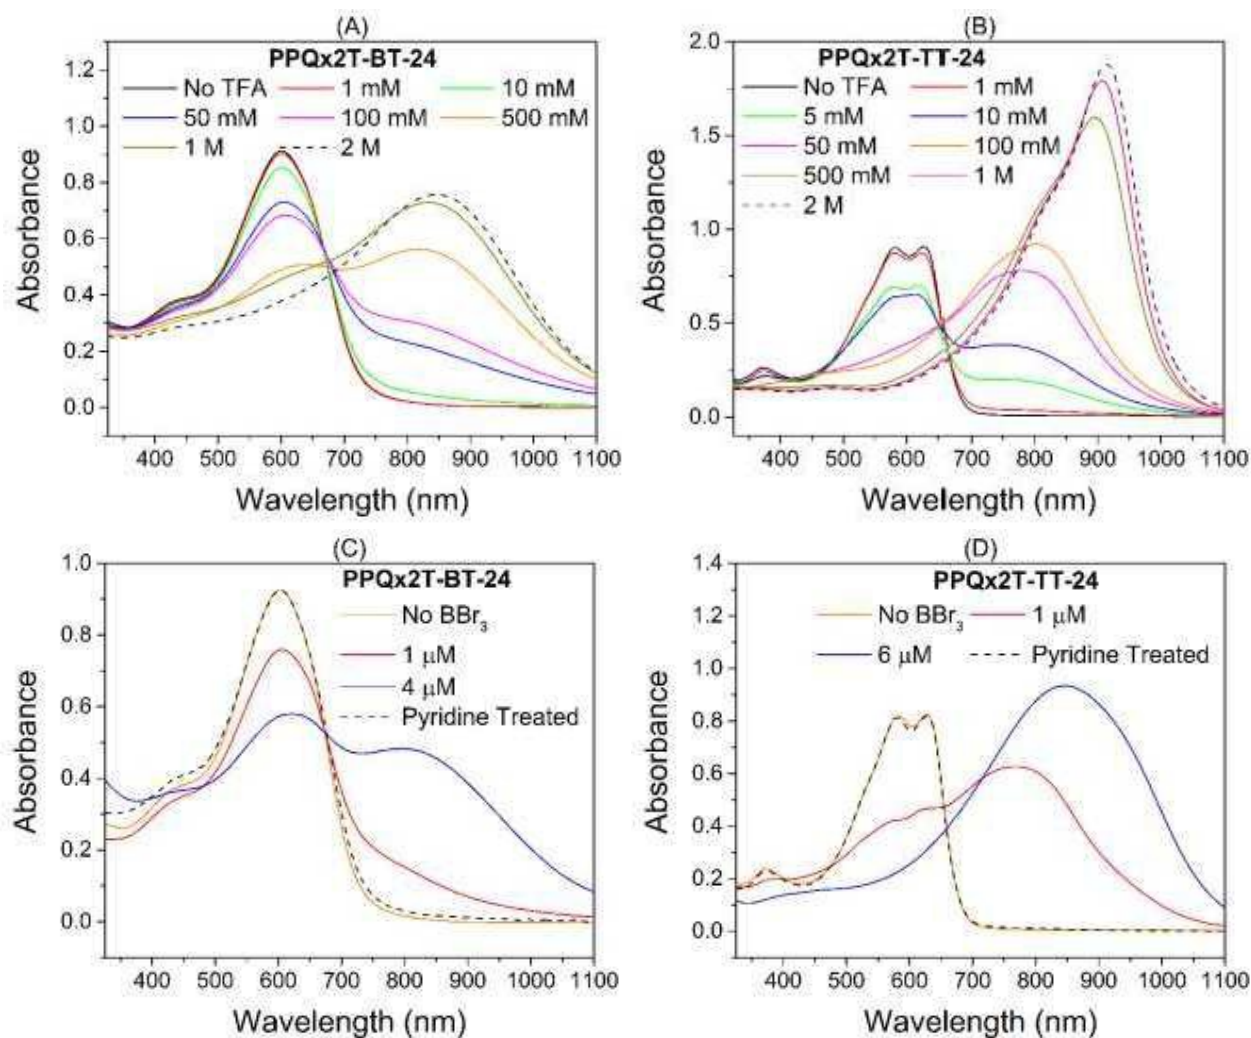 (A)
PPQx2T-BT-24
No TFA 1 mM 10 mM
50 mM 100 mM 500 mM
1 M 2 M
1.2
1.0
0.8
0.6
0.4
0.2
0.0
Absorbance
400 500 600 700 800 900 1000 1100
Wavelength (nm)
(B)
PPQx2T-TT-24
No TFA 1 mM
5 mM 10 mM
50 mM 100 mM
500 mM 1 M
2 M
2.0
1.5
1.0
0.5
0.0
Absorbance
400 500 600 700 800 900 1000 1100
Wavelength (nm)
(C)
PPQx2T-BT-24
No BBr₃
1 μM
4 μM
Pyridine Treated
1.0
0.8
0.6
0.4
0.2
0.0
Absorbance
400 500 600 700 800 900 1000 1100
Wavelength (nm)
(D)
PPQx2T-TT-24
No BBr₃ 1 μM
6 μM Pyridine Treated
1.4
1.2
1.0
0.8
0.6
0.4
0.2
0.0
Absorbance
400 500 600 700 800 900 1000 1100
Wavelength (nm)